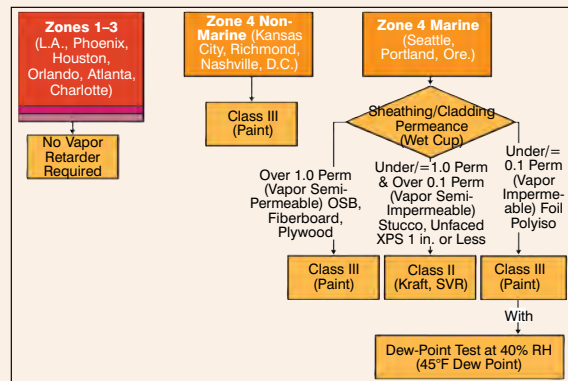 Zones 1–3
(L.A., Phoenix,
Houston,
Orlando, Atlanta,
Charlotte)
No Vapor
Retarder
Required
Zone 4 Non-
Marine (Kansas
City, Richmond,
Nashville, D.C.)
Class III
(Paint)
Zone 4 Marine
(Seattle,
Portland, Ore.)
Sheathing/Cladding
Permeance
(Wet Cup)
Over 1.0 Perm
(Vapor Semi-
Permeable) OSB,
Fiberboard,
Plywood
Under/=1.0 Perm
& Over 0.1 Perm
(Vapor Semi-
Impermeable)
Stucco, Unfaced
XPS 1 in. or Less
Under/=
0.1 Perm
(Vapor
Imperme-
able) Foil
Polyiso
Class III
(Paint)
Class II
(Kraft, SVR)
Class III
(Paint)
With
Dew-Point Test at 40% RH
(45°F Dew Point)